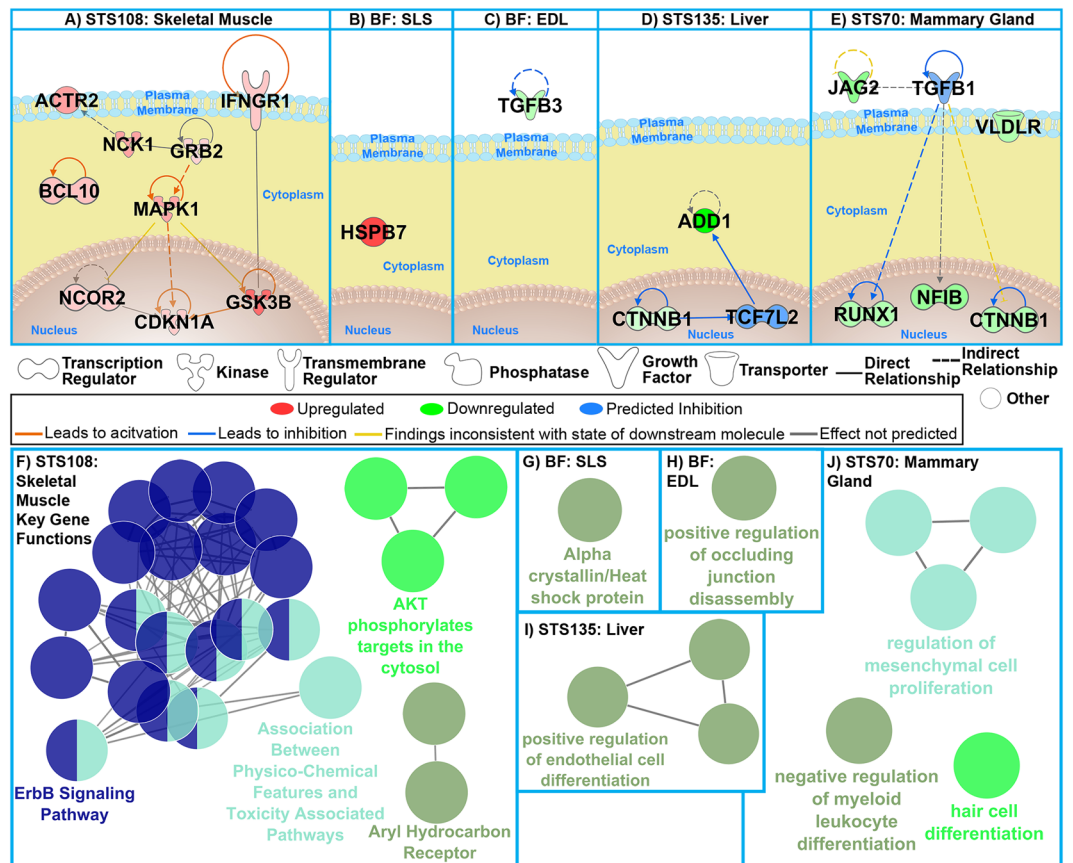 A) STS108: Skeletal Muscle
B) BF: SLS
C) BF: EDL
D) STS135: Liver
E) STS70: Mammary Gland
ACTR2
Plasma
Membrane
IFNGR1
NCK1
GRB2
BCL10
MAPK1
Cytoplasm
NCOR2
CDKN1A
GSK3B
Nucleus
Plasma
Membrane
HSPB7
Cytoplasm
Nucleus
TGFB3
Plasma
Membrane
Cytoplasm
Nucleus
Plasma
Membrane
ADD1
Cytoplasm
CTNNB1
TCF7L2
Nucleus
JAG2
TGFB1
Plasma
Membrane
VLDLR
Cytoplasm
RUNX1
NFIB
CTNNB1
Nucleus
Transcription
Regulator
Kinase
Transmembrane
Regulator
Phosphatase
Growth
Factor
Transporter
Direct
Relationship
Indirect
Relationship
Other
Upregulated
Downregulated
Predicted Inhibition
Leads to acitvation
Leads to inhibition
Findings inconsistent with state of downstream molecule
Effect not predicted
F) STS108:
Skeletal
Muscle
Key Gene
Functions
AKT
phosphorylates
targets in the
cytosol
Association
Between
Physico-Chemical
Features and
Toxicity Associated
Pathways
ErbB Signaling
Pathway
Aryl Hydrocarbon
Receptor
G) BF: SLS
Alpha
crystallin/Heat
shock protein
H) BF:
EDL
positive regulation
of occluding
junction
disassembly
I) STS135: Liver
positive regulation
of endothelial cell
differentiation
J) STS70: Mammary
Gland
regulation of
mesenchymal cell
proliferation
negative regulation
of myeloid
leukocyte
differentiation
hair cell
differentiation